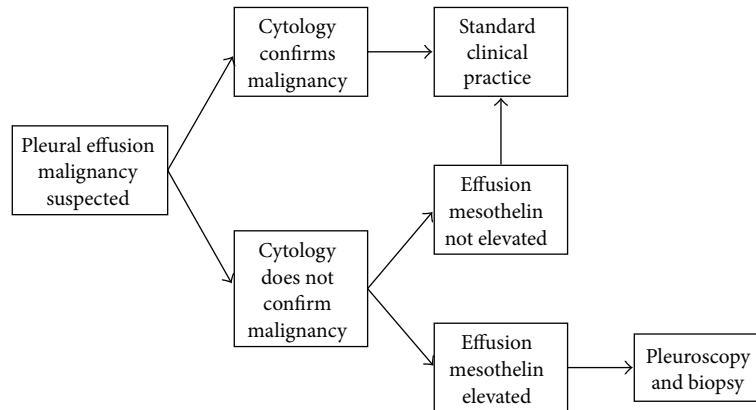 Pleural effusion
malignancy
suspected
Cytology
confirms
malignancy
Standard
clinical
practice
Cytology
does not
confirm
malignancy
Effusion
mesothelin
not elevated
Effusion
mesothelin
elevated
Pleuroscopy
and biopsy